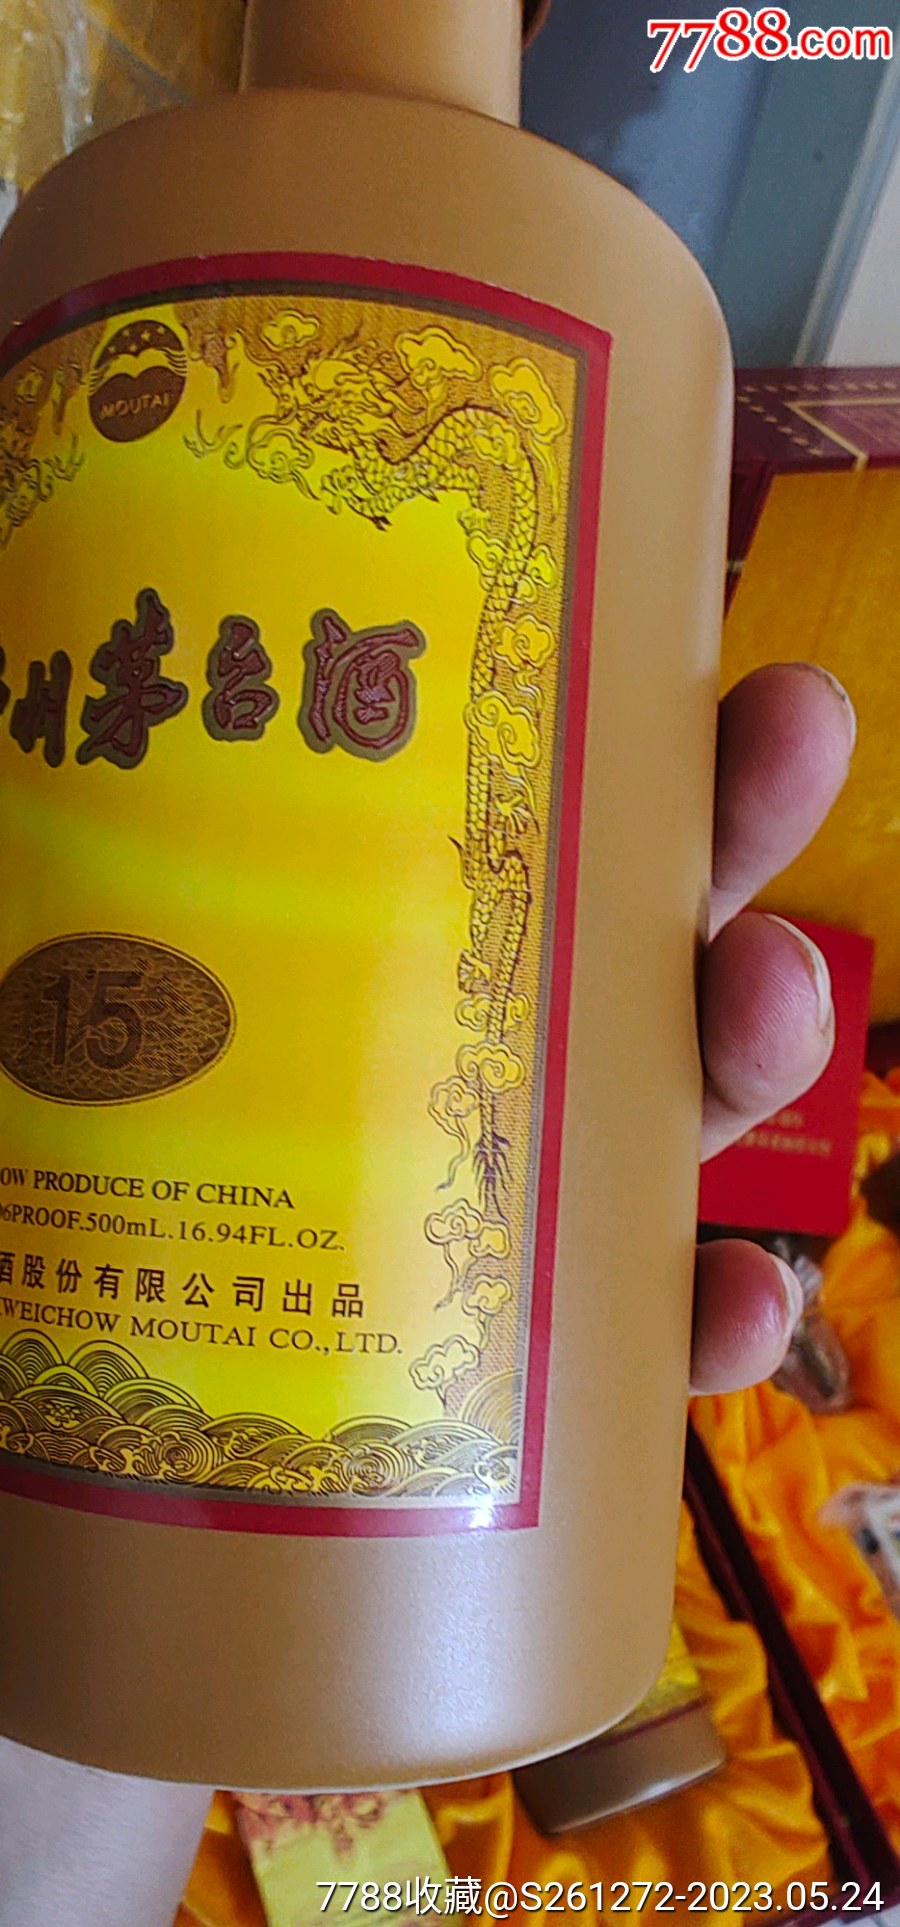 7788.com
MOUTAI
州茅台酒
15
OW PRODUCE OF CHINA
6PROOF.500mL.16.94FL.OZ.
酒股份有限公司出品
WEICHOW MOUTAI CO.,LTD.
7788收藏@S261272-2023.05.24